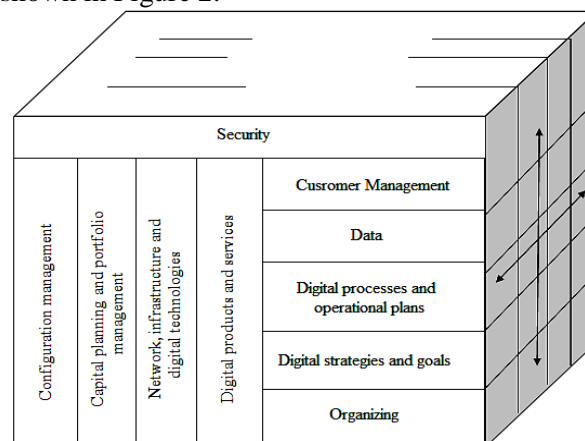 shown in Figure 2.
Security
Configuration management
Capital planning and portfolio
management
Network, infrastructure and
digital technologies
Digital products and services
Cusromer Management
Data
Digital processes and
operational plans
Digital strategies and goals
Organizing